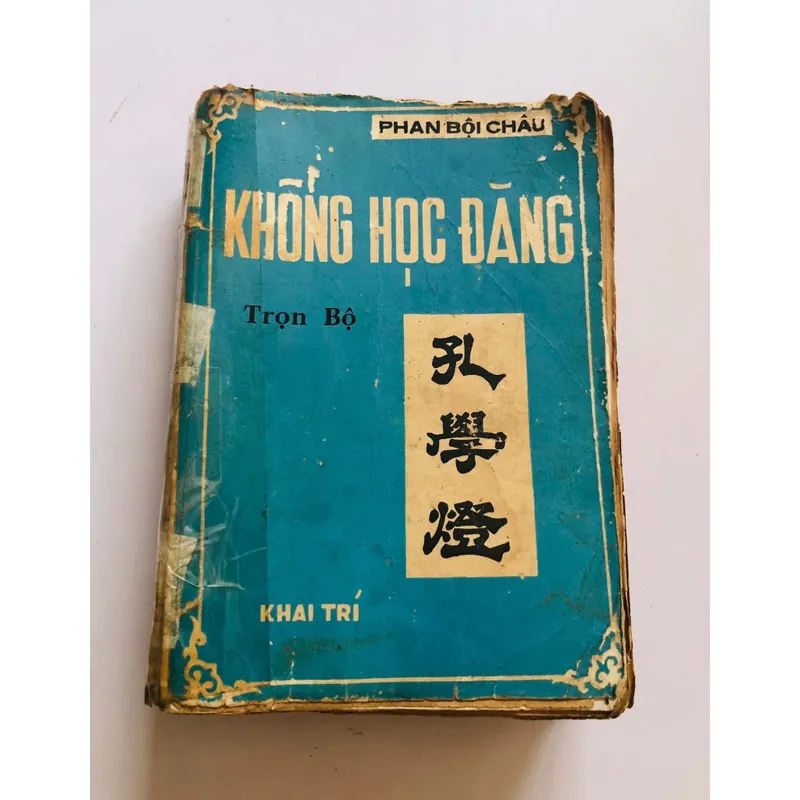 PHAN BỘI CHÂU
KHỔNG HỌC ĐĂNG
Trọn Bộ
孔
學
燈
KHAI TRÍ